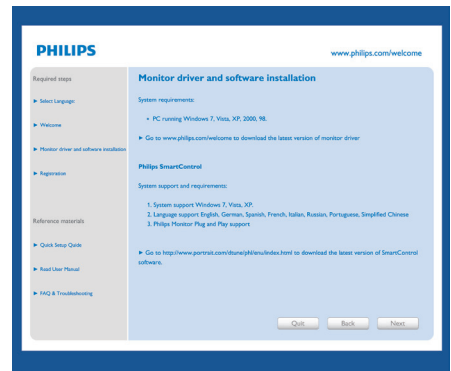 PHILIPS
www.philips.com/welcome
Required steps
Select Language
Welcome
Monitor driver and software installation
Registration
Reference materials
Quick Setup Guide
Read User Manual
FAQ & Troubleshooting
Monitor driver and software installation
System requirements:
• PC running Windows 7, Vista, XP, 2000, 98.
Go to www.philips.com/welcome to download the latest version of monitor driver
Philips SmartControl
System support and requirements:
1. System support Windows 7, Vista, XP.
2. Language support English, German, Spanish, French, Italian, Russian, Portuguese, Simplified Chinese
3. Philips Monitor Plug and Play support
Go to http://www.portrait.com/dtune/phl/enu/index.html to download the latest version of SmartControl
software.
Quit
Back
Next